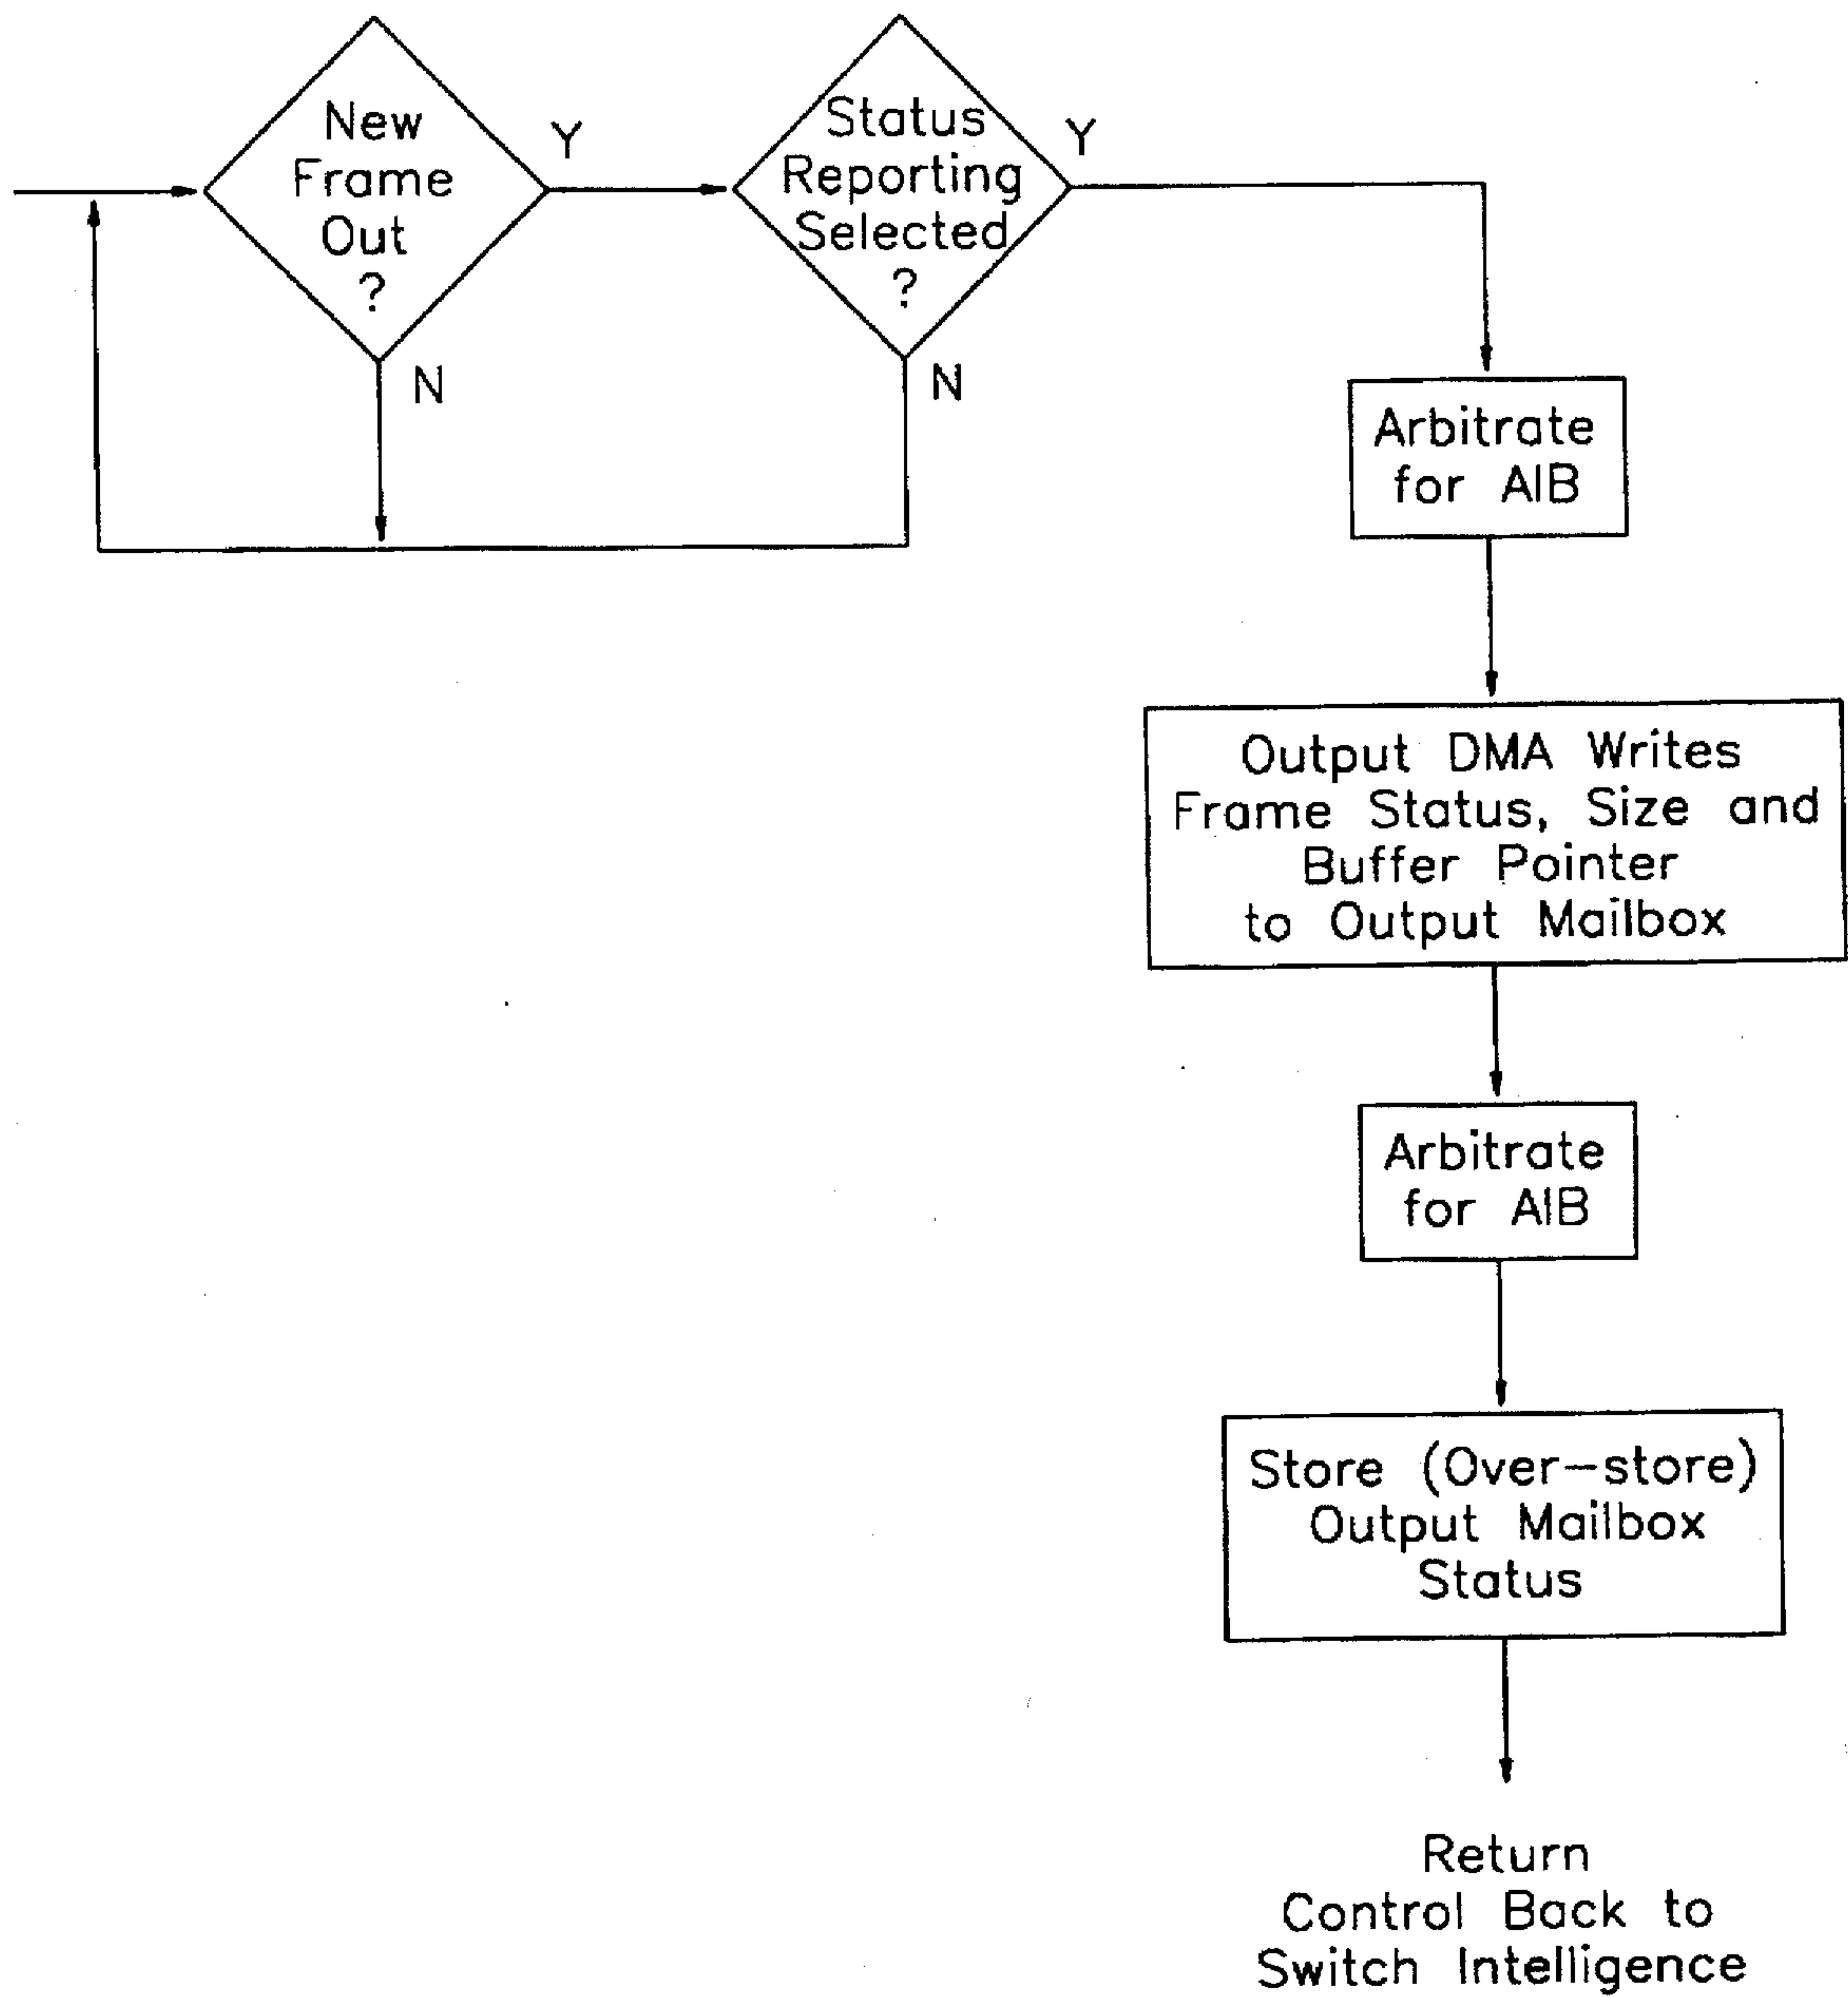 New
Frame
Out
?
Y
N
Status
Reporting
Selected
?
Y
N
Arbitrate
for AIB
Output DMA Writes
Frame Status, Size and
Buffer Pointer
to Output Mailbox
Arbitrate
for AIB
Store (Over-store)
Output Mailbox
Status
Return
Control Back to
Switch Intelligence